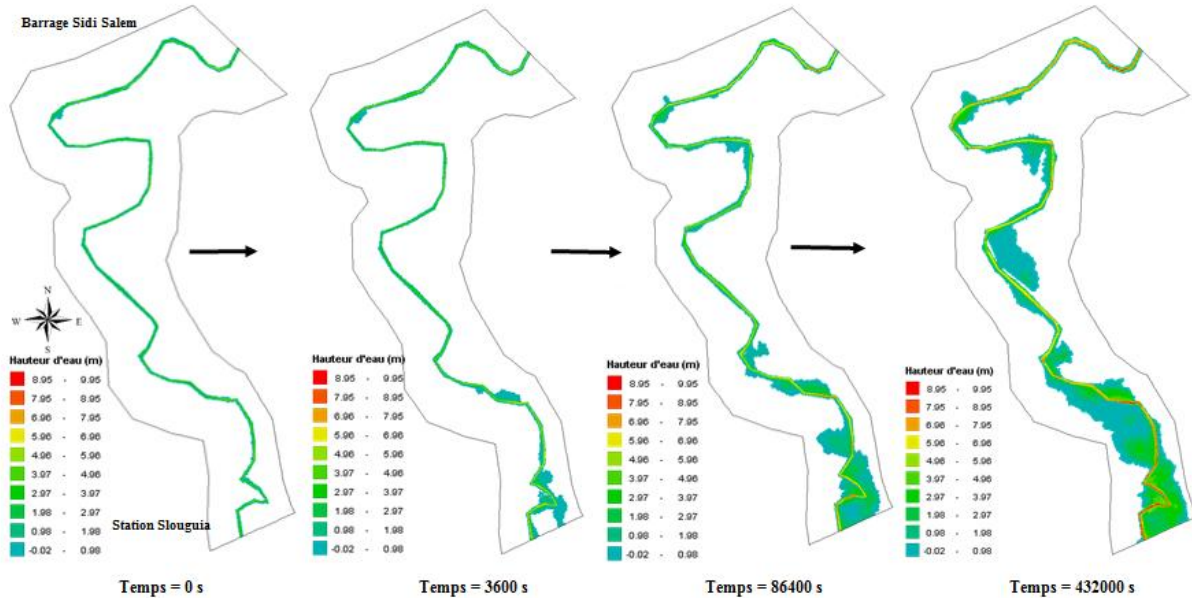 Barrage Sidi Salem
N
W E
S
Hauteur d'eau (m)
8.95 - 9.95
7.95 - 8.95
6.96 - 7.95
5.96 - 6.96
4.96 - 5.96
3.97 - 4.96
2.97 - 3.97
1.98 - 2.97
0.98 - 1.98
-0.02 - 0.98
Station Slouguia
Temps = 0 s
Hauteur d'eau (m)
8.95 - 9.95
7.95 - 8.95
6.96 - 7.95
5.96 - 6.96
4.96 - 5.96
3.97 - 4.96
2.97 - 3.97
1.98 - 2.97
0.98 - 1.98
-0.02 - 0.98
Temps = 3600 s
Hauteur d'eau (m)
8.95 - 9.95
7.95 - 8.95
6.96 - 7.95
5.96 - 6.96
4.96 - 5.96
3.97 - 4.96
2.97 - 3.97
1.98 - 2.97
0.98 - 1.98
-0.02 - 0.98
Temps = 86400 s
Hauteur d'eau (m)
8.95 - 9.95
7.95 - 8.95
6.96 - 7.95
5.96 - 6.96
4.96 - 5.96
3.97 - 4.96
2.97 - 3.97
1.98 - 2.97
0.98 - 1.98
-0.02 - 0.98
Temps = 432000 s